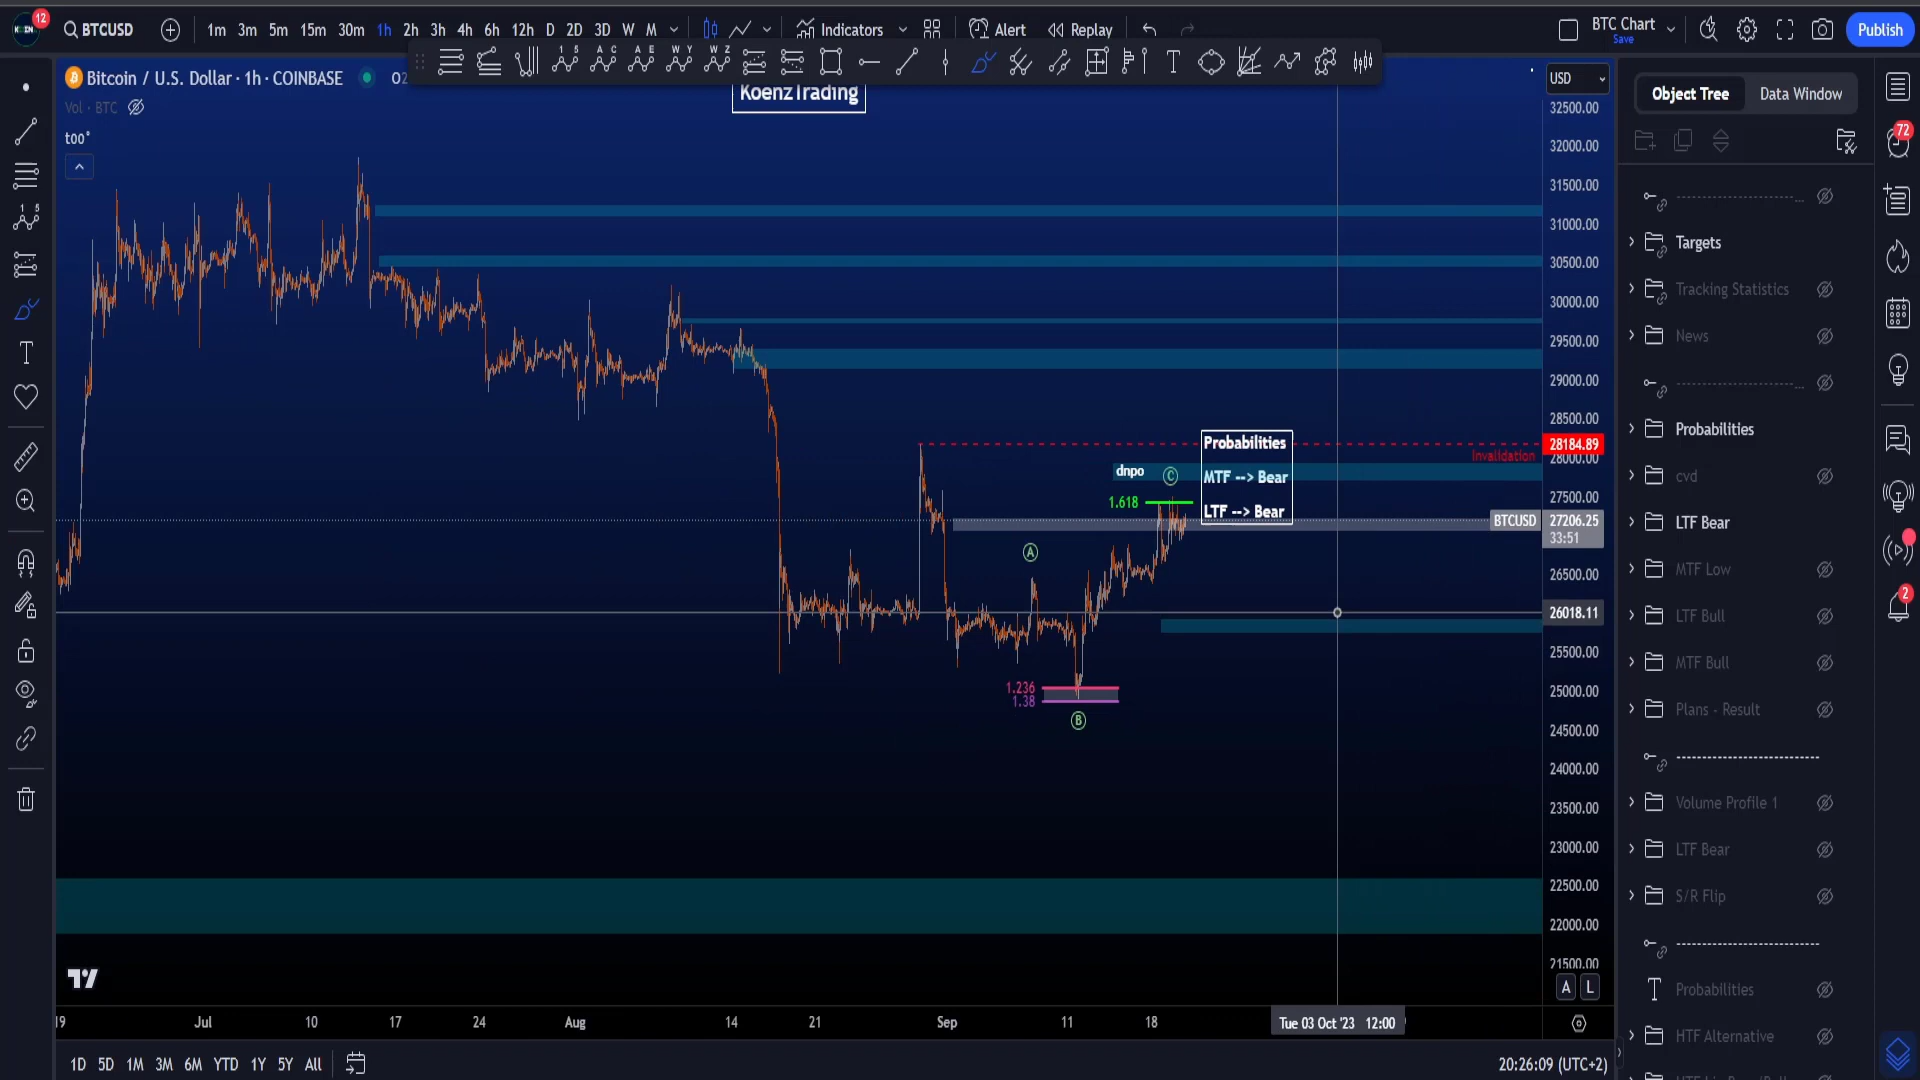 12
BTCUSD
1m 3m 5m 15m 30m 1h 2h 3h 4h 6h 12h D 2D 3D W M
Indicators
Alert
Replay
BTC Chart
Save
Publish
Bitcoin / U.S. Dollar · 1h · COINBASE
Vol · BTC
too°
KoenzTrading
USD
32500.00
32000.00
31500.00
31000.00
30500.00
30000.00
29500.00
29000.00
28500.00
28184.89
Invalidation
28000.00
27500.00
BTCUSD 27206.25
33:51
26500.00
26018.11
25500.00
25000.00
24500.00
24000.00
23500.00
23000.00
22500.00
22000.00
21500.00
Probabilities
MTF --> Bear
LTF --> Bear
dnpo
C
1.618
A
1.236
1.38
B
A L
19 Jul 10 17 24 Aug 14 21 Sep 11 18
Tue 03 Oct '23 12:00
1D 5D 1M 3M 6M YTD 1Y 5Y All
20:26:09 (UTC+2)
Object Tree
Data Window
Targets
Tracking Statistics
News
Probabilities
cvd
LTF Bear
MTF Low
LTF Bull
MTF Bull
Plans - Result
Volume Profile 1
LTF Bear
S/R Flip
Probabilities
HTF Alternative
72
2